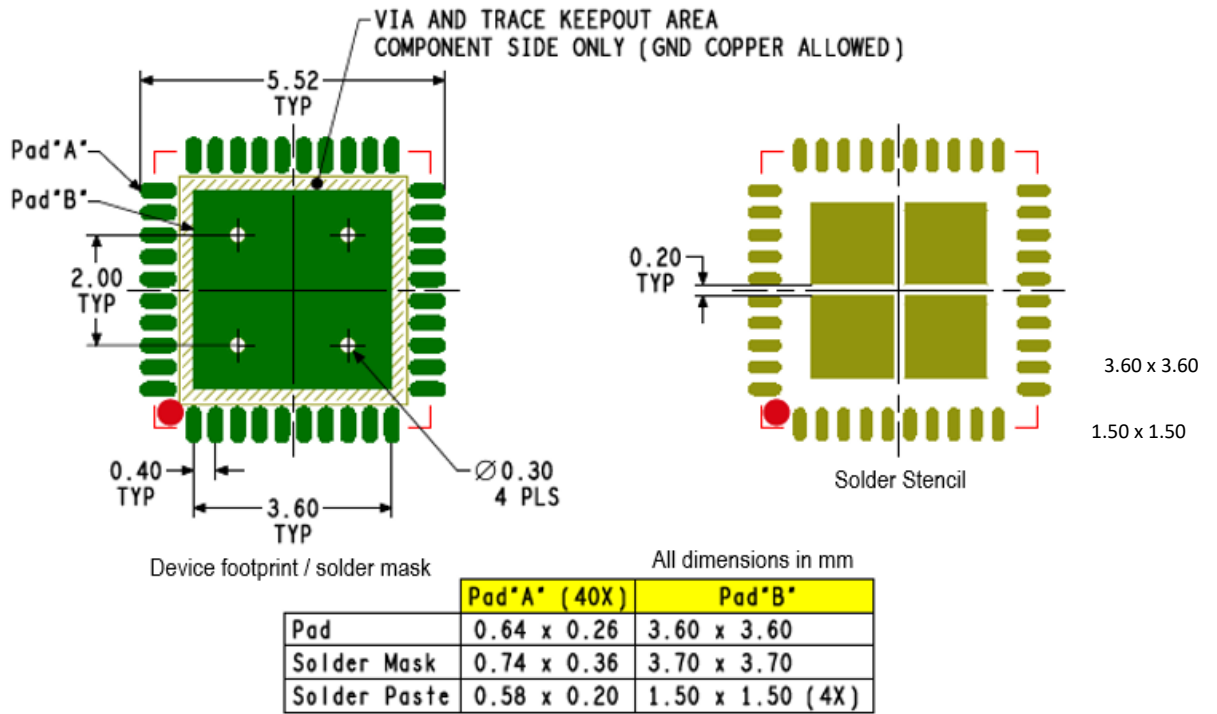 VIA AND TRACE KEEPOUT AREA
COMPONENT SIDE ONLY (GND COPPER ALLOWED)
5.52
TYP
Pad"A"
Pad"B"
2.00
TYP
0.40
TYP
3.60
TYP
Ø0.30
4 PLS
Device footprint / solder mask
0.20
TYP
3.60 x 3.60
1.50 x 1.50
Solder Stencil
All dimensions in mm
Pad"A" (40X) Pad"B"
Pad 0.64 x 0.26 3.60 x 3.60
Solder Mask 0.74 x 0.36 3.70 x 3.70
Solder Paste 0.58 x 0.20 1.50 x 1.50 (4X)